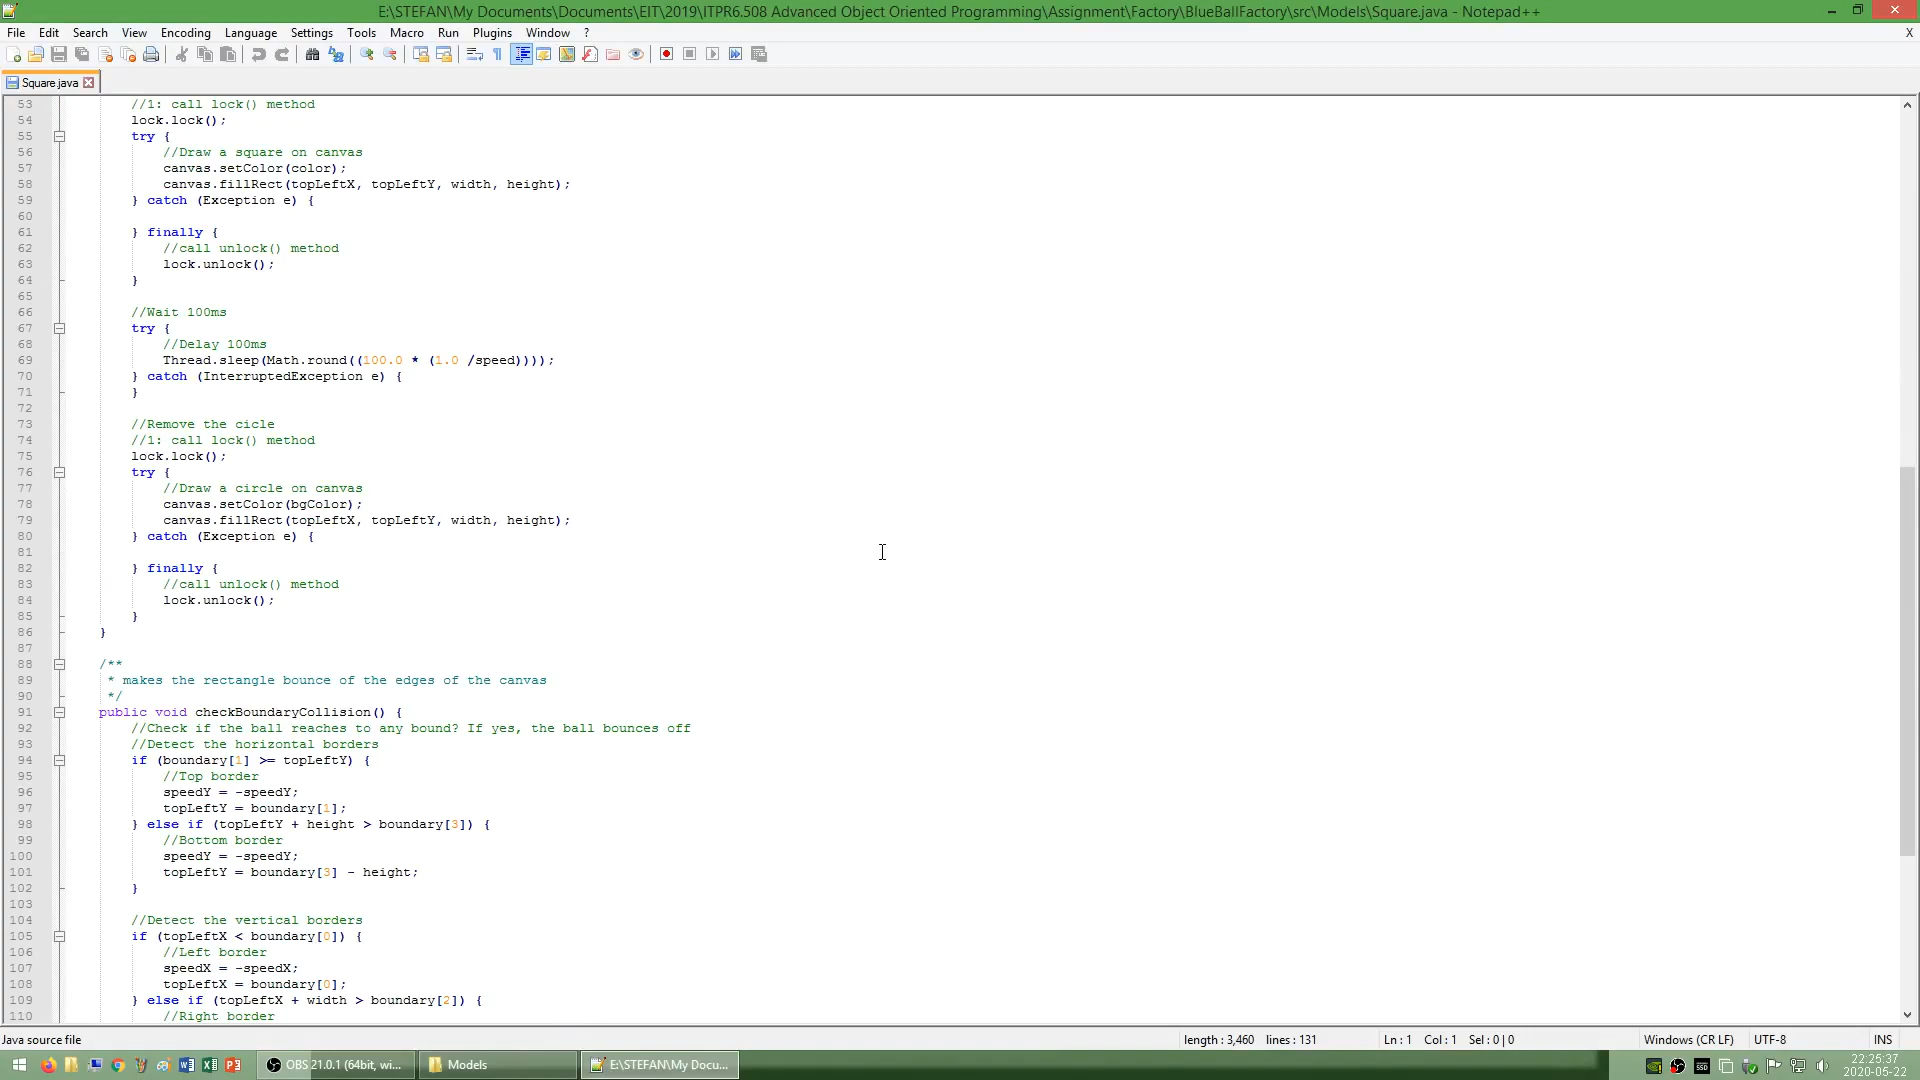 E:\STEFAN\My Documents\Documents\EIT\2019\ITPR6.508 Advanced Object Oriented Programming\Assignment\Factory\BlueBallFactory\src\Models\Square.java - Notepad++
File Edit Search View Encoding Language Settings Tools Macro Run Plugins Window ? X
Square.java
53 //1: call lock() method
54 lock.lock();
55 try {
56 //Draw a square on canvas
57 canvas.setColor(color);
58 canvas.fillRect(topLeftX, topLeftY, width, height);
59 } catch (Exception e) {
60
61 } finally {
62 //call unlock() method
63 lock.unlock();
64 }
65
66 //Wait 100ms
67 try {
68 //Delay 100ms
69 Thread.sleep(Math.round((100.0 * (1.0 /speed))));
70 } catch (InterruptedException e) {
71 }
72
73 //Remove the cicle
74 //1: call lock() method
75 lock.lock();
76 try {
77 //Draw a circle on canvas
78 canvas.setColor(bgColor);
79 canvas.fillRect(topLeftX, topLeftY, width, height);
80 } catch (Exception e) {
81
82 } finally {
83 //call unlock() method
84 lock.unlock();
85 }
86 }
87
88 /**
89 * makes the rectangle bounce of the edges of the canvas
90 */
91 public void checkBoundaryCollision() {
92 //Check if the ball reaches to any bound? If yes, the ball bounces off
93 //Detect the horizontal borders
94 if (boundary[1] >= topLeftY) {
95 //Top border
96 speedY = -speedY;
97 topLeftY = boundary[1];
98 } else if (topLeftY + height > boundary[3]) {
99 //Bottom border
100 speedY = -speedY;
101 topLeftY = boundary[3] - height;
102 }
103
104 //Detect the vertical borders
105 if (topLeftX < boundary[0]) {
106 //Left border
107 speedX = -speedX;
108 topLeftX = boundary[0];
109 } else if (topLeftX + width > boundary[2]) {
110 //Right border
Java source file length : 3,460 lines : 131 Ln : 1 Col : 1 Sel : 0 | 0 Windows (CR LF) UTF-8 INS
OBS 21.0.1 (64bit, wi... Models E:\STEFAN\My Docu... SSD 22:25:37
2020-05-22